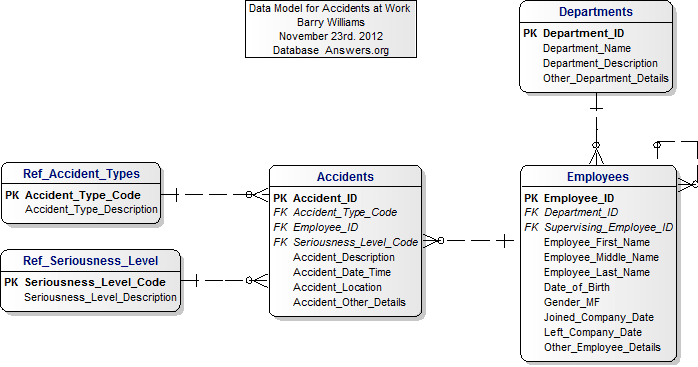 Data Model for Accidents at Work
Barry Williams
November 23rd. 2012
Database Answers.org
Departments
PK Department_ID
Department_Name
Department_Description
Other_Department_Details
Ref_Accident_Types
PK Accident_Type_Code
Accident_Type_Description
Ref_Seriousness_Level
PK Seriousness_Level_Code
Seriousness_Level_Description
Accidents
PK Accident_ID
FK Accident_Type_Code
FK Employee_ID
FK Seriousness_Level_Code
Accident_Description
Accident_Date_Time
Accident_Location
Accident_Other_Details
Employees
PK Employee_ID
FK Department_ID
FK Supervising_Employee_ID
Employee_First_Name
Employee_Middle_Name
Employee_Last_Name
Date_of_Birth
Gender_MF
Joined_Company_Date
Left_Company_Date
Other_Employee_Details